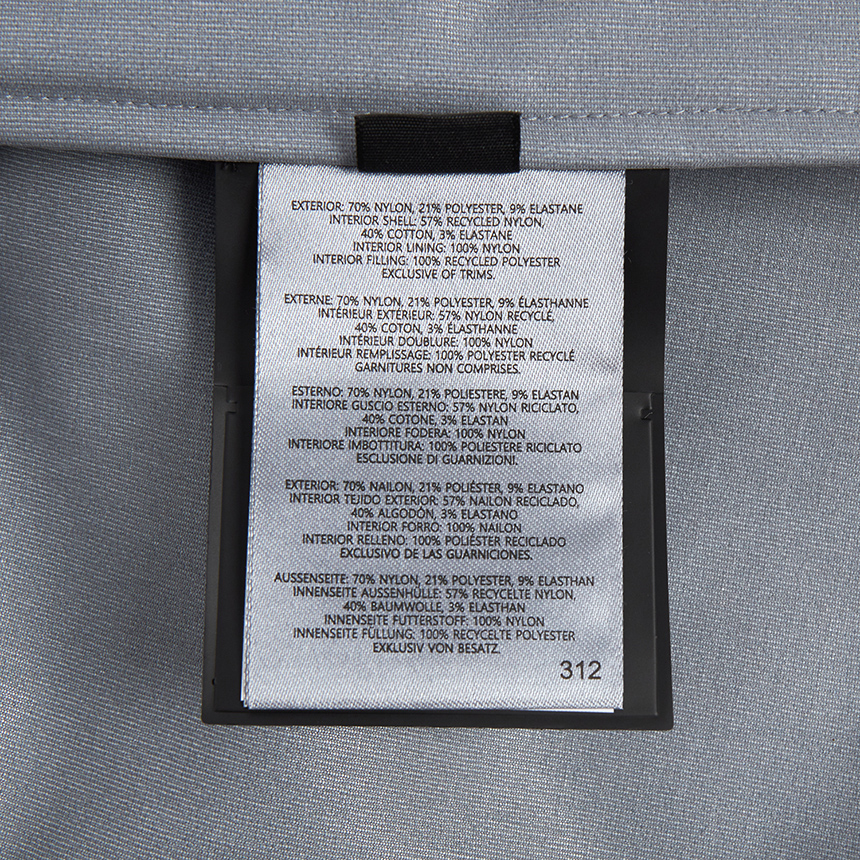 EXTERIOR: 70% NYLON, 21% POLYESTER, 9% ELASTANE
INTERIOR SHELL: 57% RECYCLED NYLON,
40% COTTON, 3% ELASTANE
INTERIOR LINING: 100% NYLON
INTERIOR FILLING: 100% RECYCLED POLYESTER
EXCLUSIVE OF TRIMS.
EXTERNE: 70% NYLON, 21% POLYESTER, 9% ÉLASTHANNE
INTÉRIEUR EXTÉRIEUR: 57% NYLON RECYCLÉ,
40% COTON, 3% ÉLASTHANNE
INTÉRIEUR DOUBLURE: 100% NYLON
INTÉRIEUR REMPLISSAGE: 100% POLYESTER RECYCLÉ
GARNITURES NON COMPRISES.
ESTERNO: 70% NYLON, 21% POLIESTERE, 9% ELASTAN
INTERIORE GUSCIO ESTERNO: 57% NYLON RICICLATO,
40% COTONE, 3% ELASTAN
INTERIORE FODERA: 100% NYLON
INTERIORE IMBOTTITURA: 100% POLIESTERE RICICLATO
ESCLUSIONE DI GUARNIZIONI.
EXTERIOR: 70% NAILON, 21% POLIÉSTER, 9% ELASTANO
INTERIOR TEJIDO EXTERIOR: 57% NAILON RECICLADO,
40% ALGODÓN, 3% ELASTANO
INTERIOR FORRO: 100% NAILON
INTERIOR RELLENO: 100% POLIÉSTER RECICLADO
EXCLUSIVO DE LAS GUARNICIONES.
AUSSENSEITE: 70% NYLON, 21% POLYESTER, 9% ELASTHAN
INNENSEITE AUSSENHÜLLE: 57% RECYCELTE NYLON,
40% BAUMWOLLE, 3% ELASTHAN
INNENSEITE FUTTERSTOFF: 100% NYLON
INNENSEITE FÜLLUNG: 100% RECYCELTE POLYESTER
EXKLUSIV VON BESATZ.
312